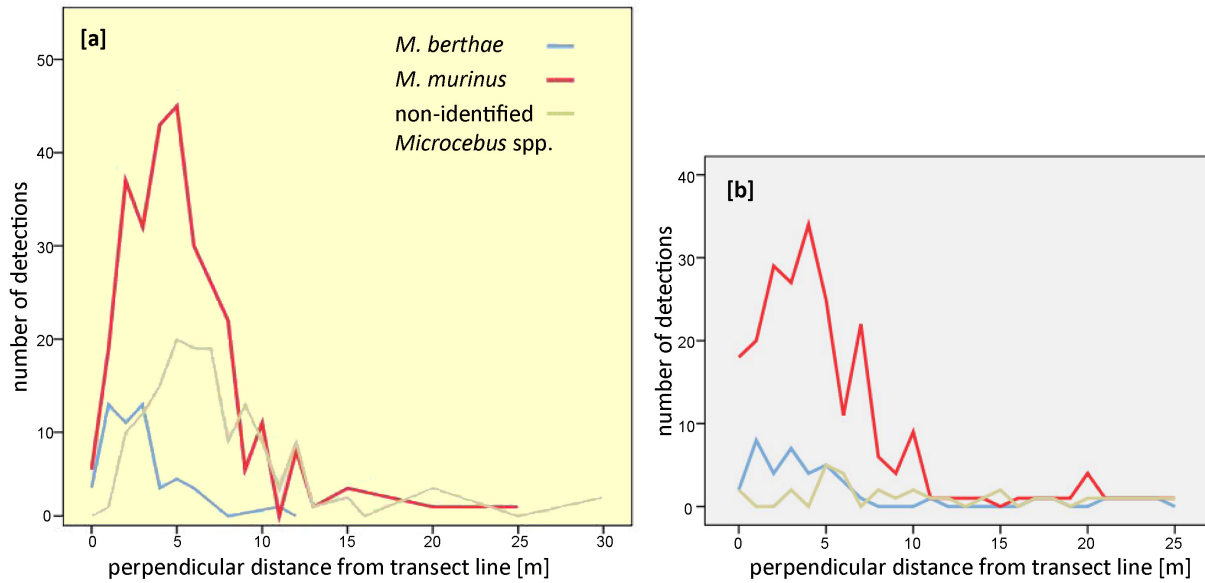 [a]
M. berthae
M. murinus
non-identified
Microcebus spp.
number of detections
50
40
30
20
10
0
0 5 10 15 20 25 30
perpendicular distance from transect line [m]
[b]
number of detections
40
30
20
10
0
0 5 10 15 20 25
perpendicular distance from transect line [m]